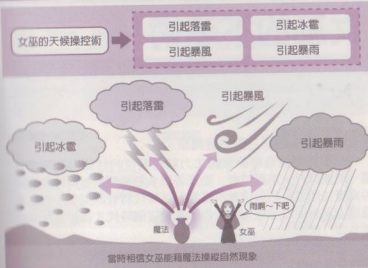 女巫的天候操控術
引起落雷
引起冰雹
引起暴風
引起暴雨
引起落雷
引起暴風
引起冰雹
引起暴雨
雨啊～下吧
魔法
女巫
當時相信女巫能藉魔法操縱自然現象